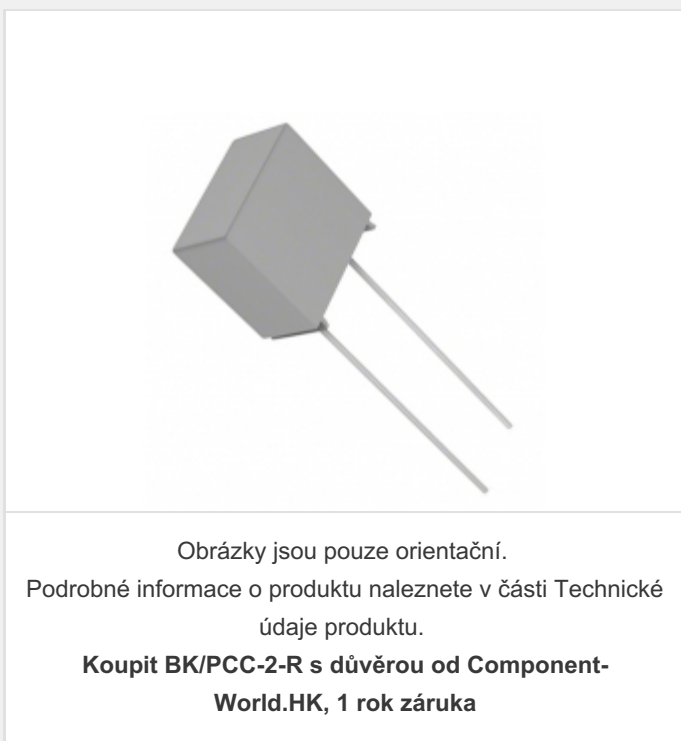 Obrázky jsou pouze orientační.
Podrobné informace o produktu naleznete v části Technické
údaje produktu.
Koupit BK/PCC-2-R s důvěrou od Component-
World.HK, 1 rok záruka